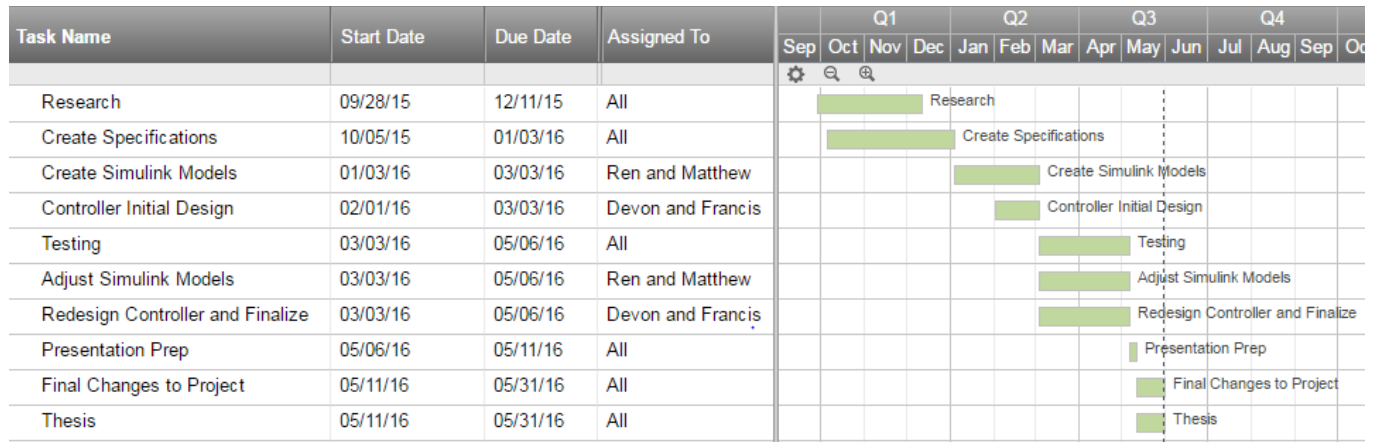 Task Name Start Date Due Date Assigned To Q1 Q2 Q3 Q4
Sep Oct Nov Dec Jan Feb Mar Apr May Jun Jul Aug Sep
Research 09/28/15 12/11/15 All Research
Create Specifications 10/05/15 01/03/16 All Create Specifications
Create Simulink Models 01/03/16 03/03/16 Ren and Matthew Create Simulink Models
Controller Initial Design 02/01/16 03/03/16 Devon and Francis Controller Initial Design
Testing 03/03/16 05/06/16 All Testing
Adjust Simulink Models 03/03/16 05/06/16 Ren and Matthew Adjust Simulink Models
Redesign Controller and Finalize 03/03/16 05/06/16 Devon and Francis Redesign Controller and Finalize
Presentation Prep 05/06/16 05/11/16 All Presentation Prep
Final Changes to Project 05/11/16 05/31/16 All Final Changes to Project
Thesis 05/11/16 05/31/16 All Thesis